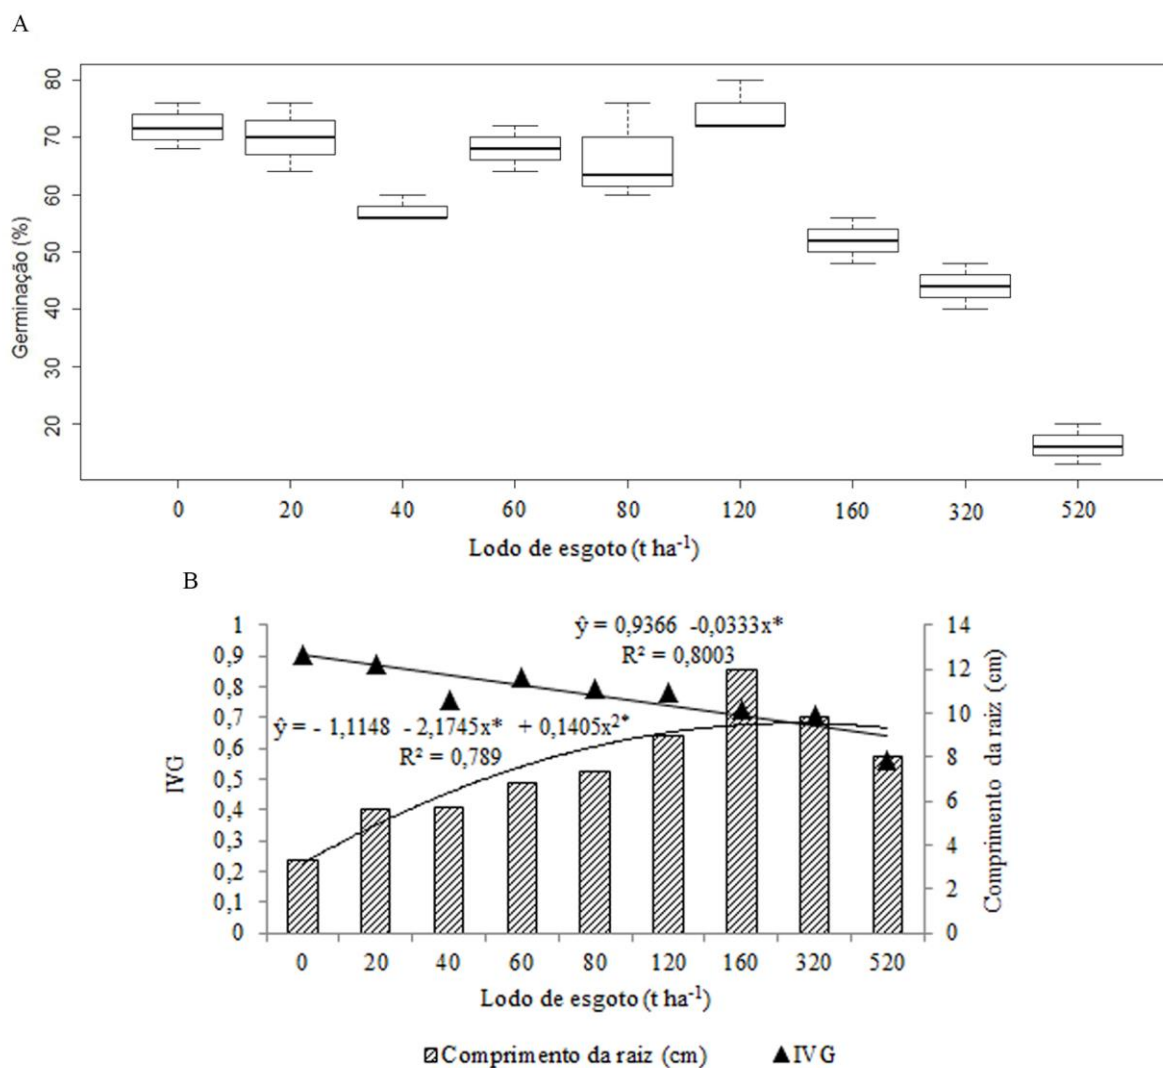 A
80
70
60
50
40
30
20
Germinação (%)
0 20 40 60 80 120 160 320 520
Lodo de esgoto (t ha⁻¹)
B
1
0,9
0,8
0,7
0,6
0,5
0,4
0,3
0,2
0,1
0
IVG
ŷ = 0,9366 -0,0333x*
R² = 0,8003
ŷ = - 1,1148 - 2,1745x* + 0,1405x²*
R² = 0,789
14
12
10
8
6
4
2
0
Comprimento da raiz (cm)
0 20 40 60 80 120 160 320 520
Lodo de esgoto (t ha⁻¹)
Comprimento da raiz (cm) IVG